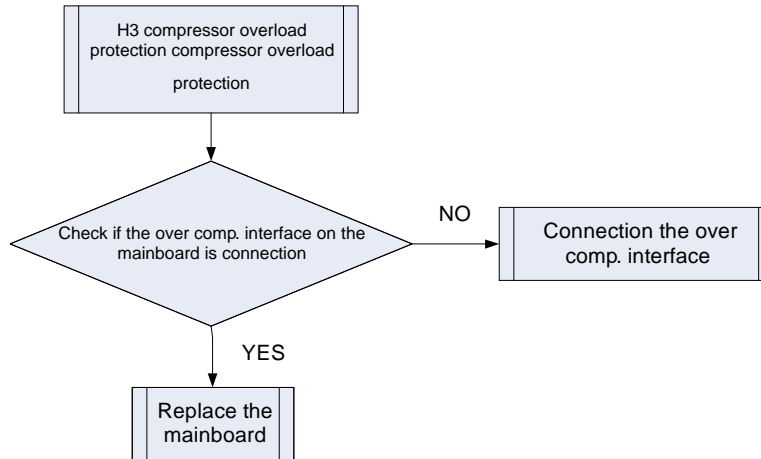 H3 compressor overload
protection compressor overload
protection
Check if the over comp. interface on the
mainboard is connection
NO
Connection the over
comp. interface
YES
Replace the
mainboard